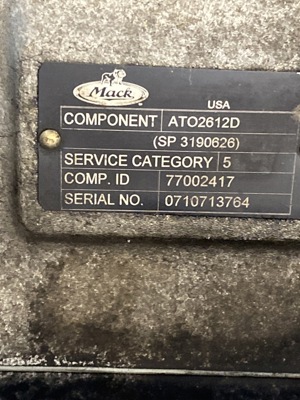 Mack
USA
COMPONENT ATO2612D
(SP 3190626)
SERVICE CATEGORY 5
COMP. ID 77002417
SERIAL NO. 0710713764